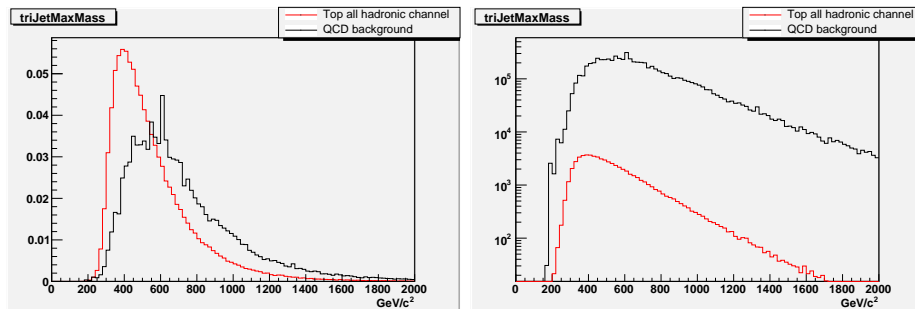 triJetMaxMass
Top all hadronic channel
QCD background
0.05
0.04
0.03
0.02
0.01
0
0 200 400 600 800 1000 1200 1400 1600 1800 2000
GeV/c²
triJetMaxMass
Top all hadronic channel
QCD background
10⁵
10⁴
10³
10²
0 200 400 600 800 1000 1200 1400 1600 1800 2000
GeV/c²